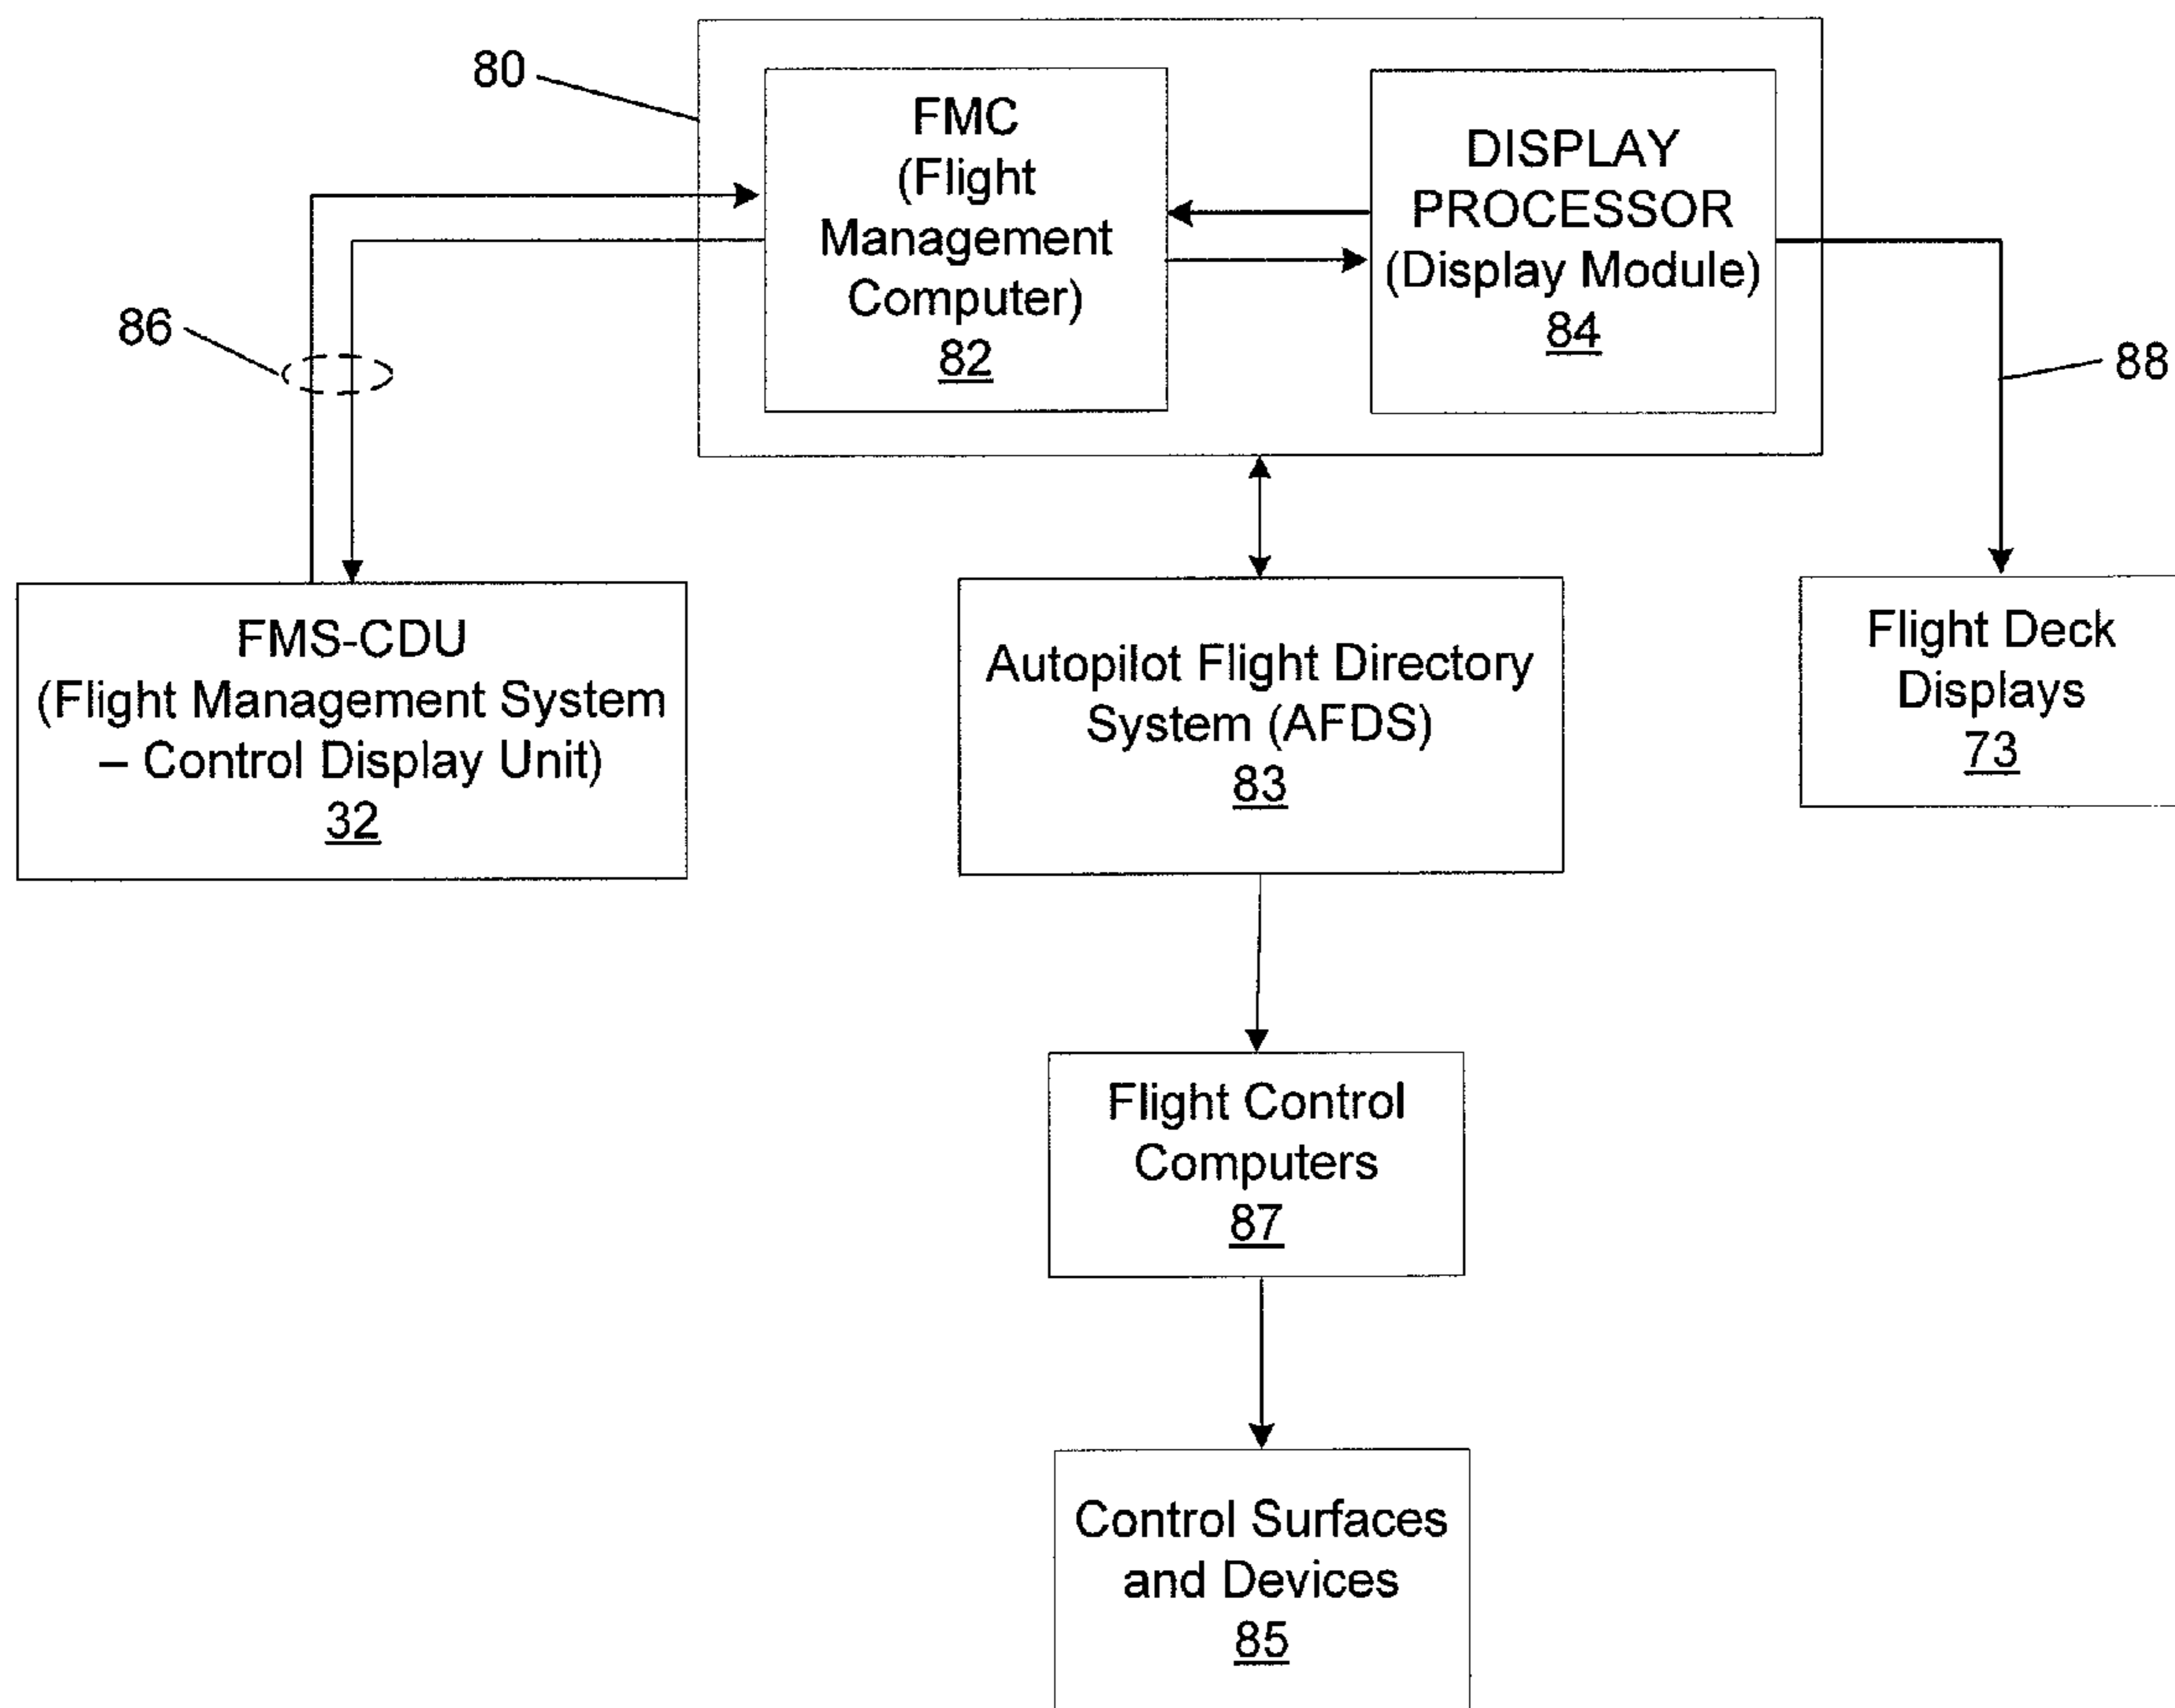 80
FMC
(Flight
Management
Computer)
82
DISPLAY
PROCESSOR
(Display Module)
84
86
88
FMS-CDU
(Flight Management System
– Control Display Unit)
32
Autopilot Flight Directory
System (AFDS)
83
Flight Deck
Displays
73
Flight Control
Computers
87
Control Surfaces
and Devices
85